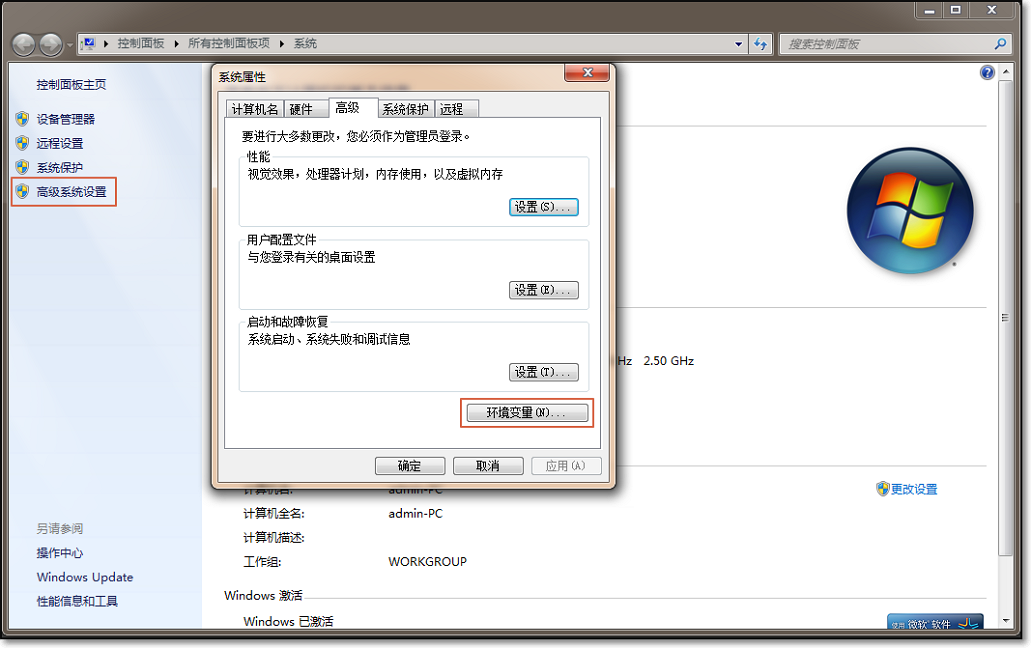 控制面板 ▸ 所有控制面板项 ▸ 系统
搜索控制面板
控制面板主页
设备管理器
远程设置
系统保护
高级系统设置
另请参阅
操作中心
Windows Update
性能信息和工具
系统属性
计算机名 硬件 高级 系统保护 远程
要进行大多数更改，您必须作为管理员登录。
性能
视觉效果，处理器计划，内存使用，以及虚拟内存
设置(S)...
用户配置文件
与您登录有关的桌面设置
设置(E)...
启动和故障恢复
系统启动、系统失败和调试信息
设置(T)...
环境变量(N)...
确定 取消 应用(A)
Hz 2.50 GHz
计算机名: admin-PC
更改设置
计算机全名: admin-PC
计算机描述:
工作组: WORKGROUP
Windows 激活
Windows 已激活
使用 微软 软件